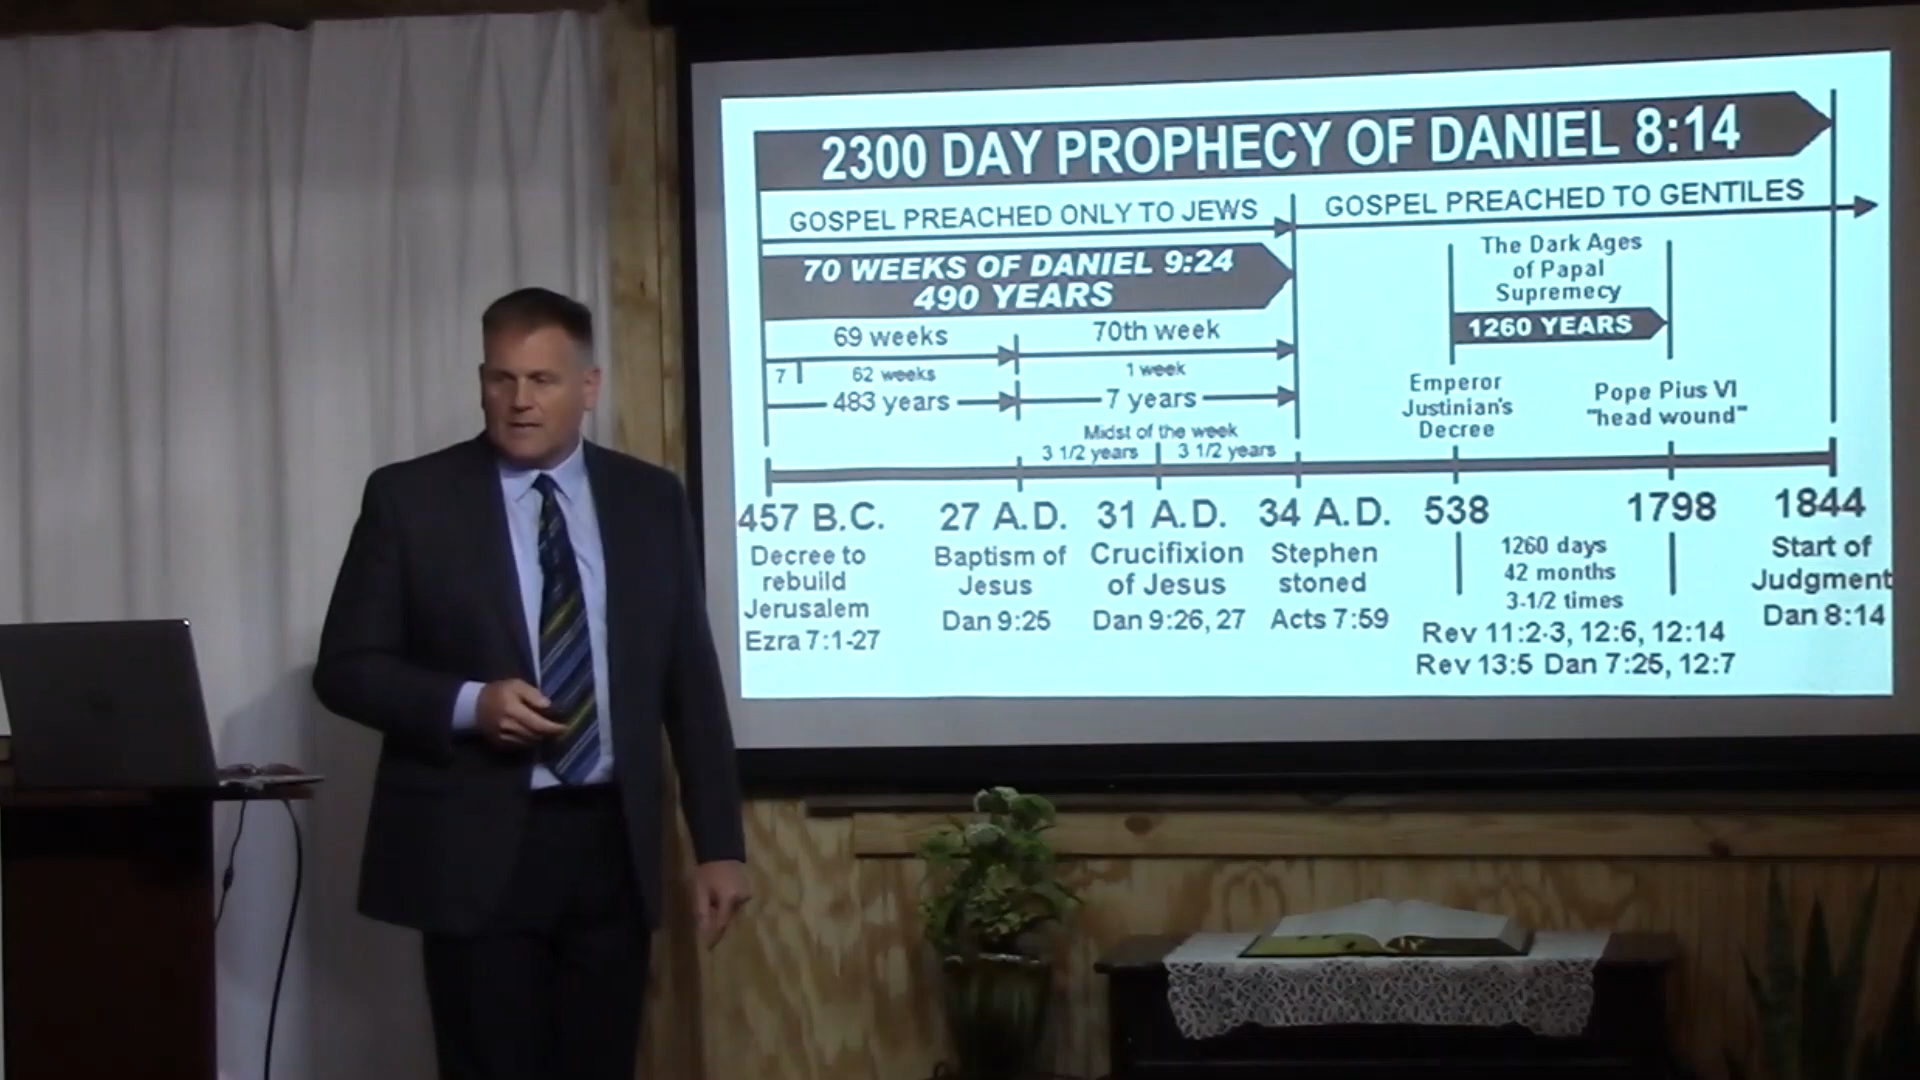 2300 DAY PROPHECY OF DANIEL 8:14
GOSPEL PREACHED ONLY TO JEWS
GOSPEL PREACHED TO GENTILES
70 WEEKS OF DANIEL 9:24
490 YEARS
The Dark Ages
of Papal
Supremecy
1260 YEARS
69 weeks
70th week
7
62 weeks
1 week
483 years
7 years
Midst of the week
3 1/2 years
3 1/2 years
Emperor
Justinian's
Decree
Pope Pius VI
"head wound"
457 B.C.
Decree to
rebuild
Jerusalem
Ezra 7:1-27
27 A.D.
Baptism of
Jesus
Dan 9:25
31 A.D.
Crucifixion
of Jesus
Dan 9:26, 27
34 A.D.
Stephen
stoned
Acts 7:59
538
1798
1260 days
42 months
3-1/2 times
Rev 11:2-3, 12:6, 12:14
Rev 13:5 Dan 7:25, 12:7
1844
Start of
Judgment
Dan 8:14